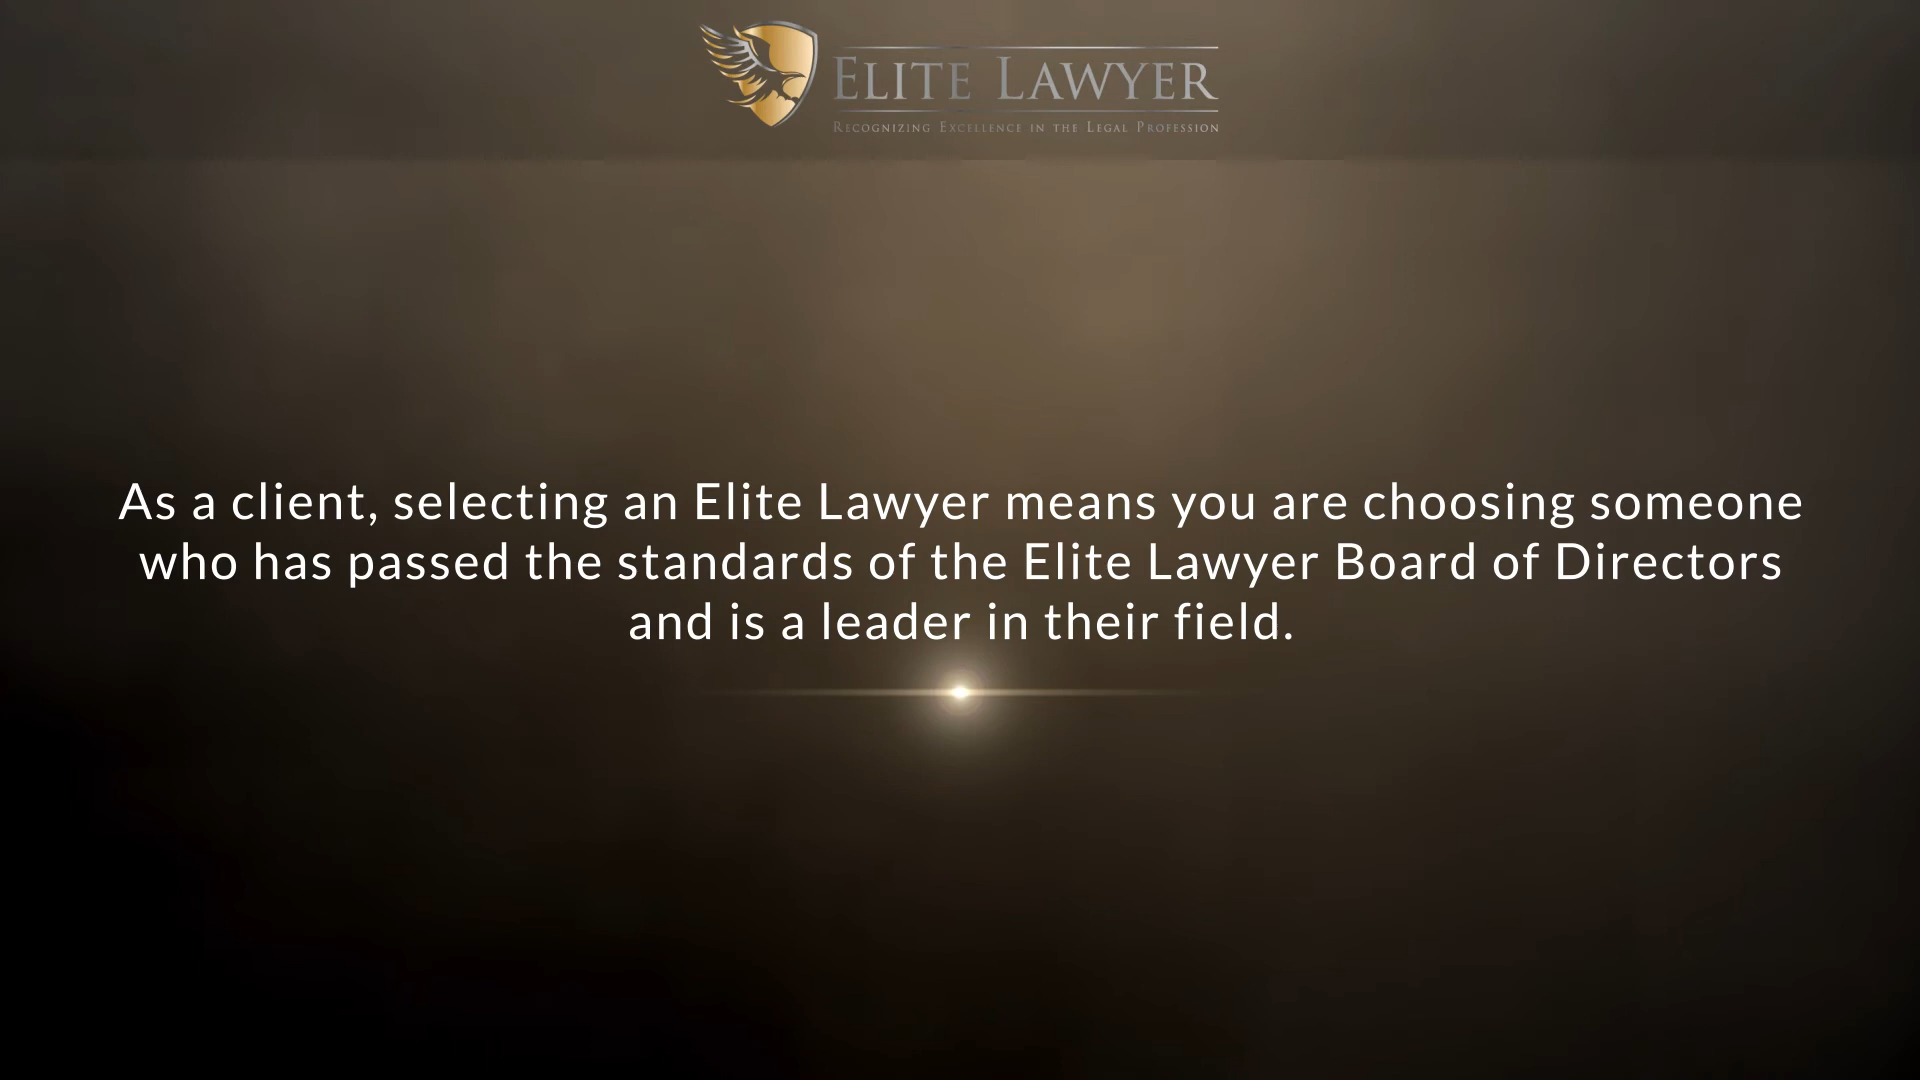 ELITE LAWYER
RECOGNIZING EXCELLENCE IN THE LEGAL PROFESSION
As a client, selecting an Elite Lawyer means you are choosing someone
who has passed the standards of the Elite Lawyer Board of Directors
and is a leader in their field.